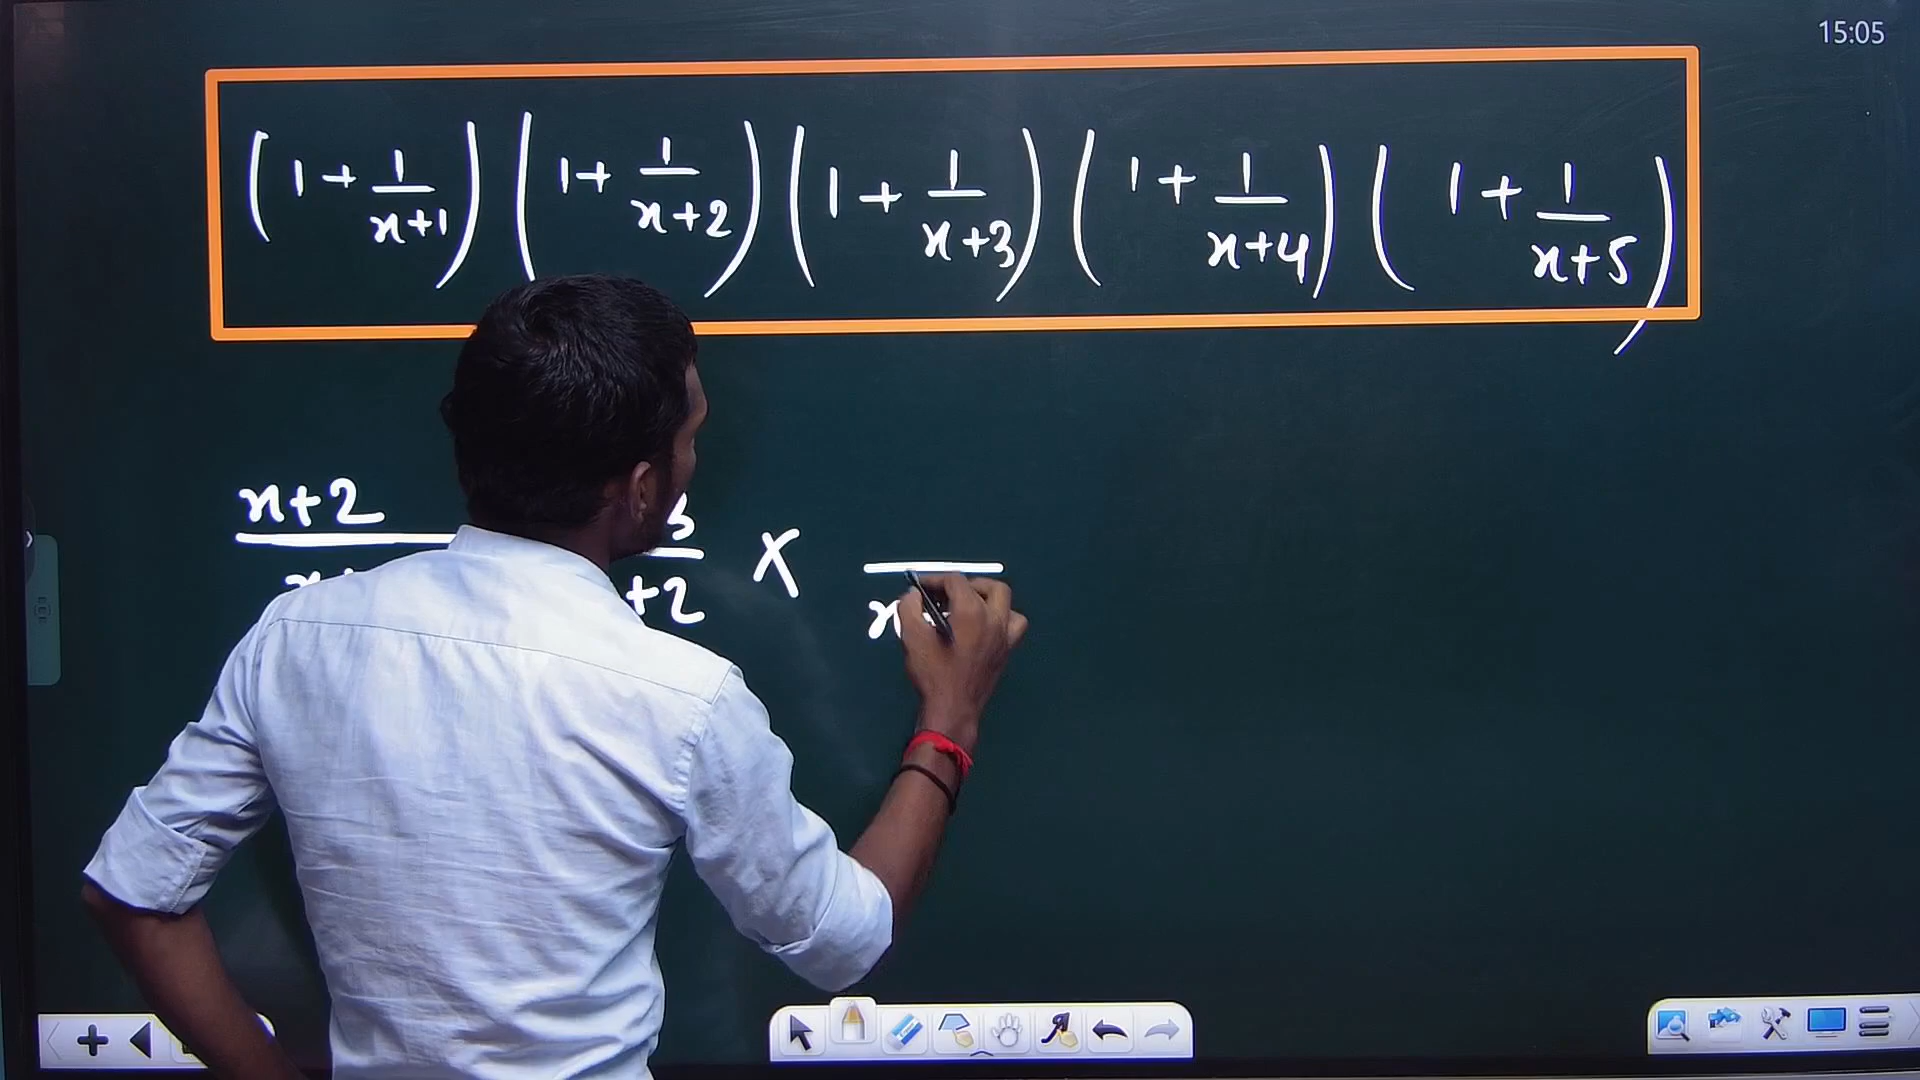 15:05
(1+1/(x+1)) (1+1/(x+2)) (1+1/(x+3)) (1+1/(x+4)) (1+1/(x+5))
x+2 3 ×
+2 x